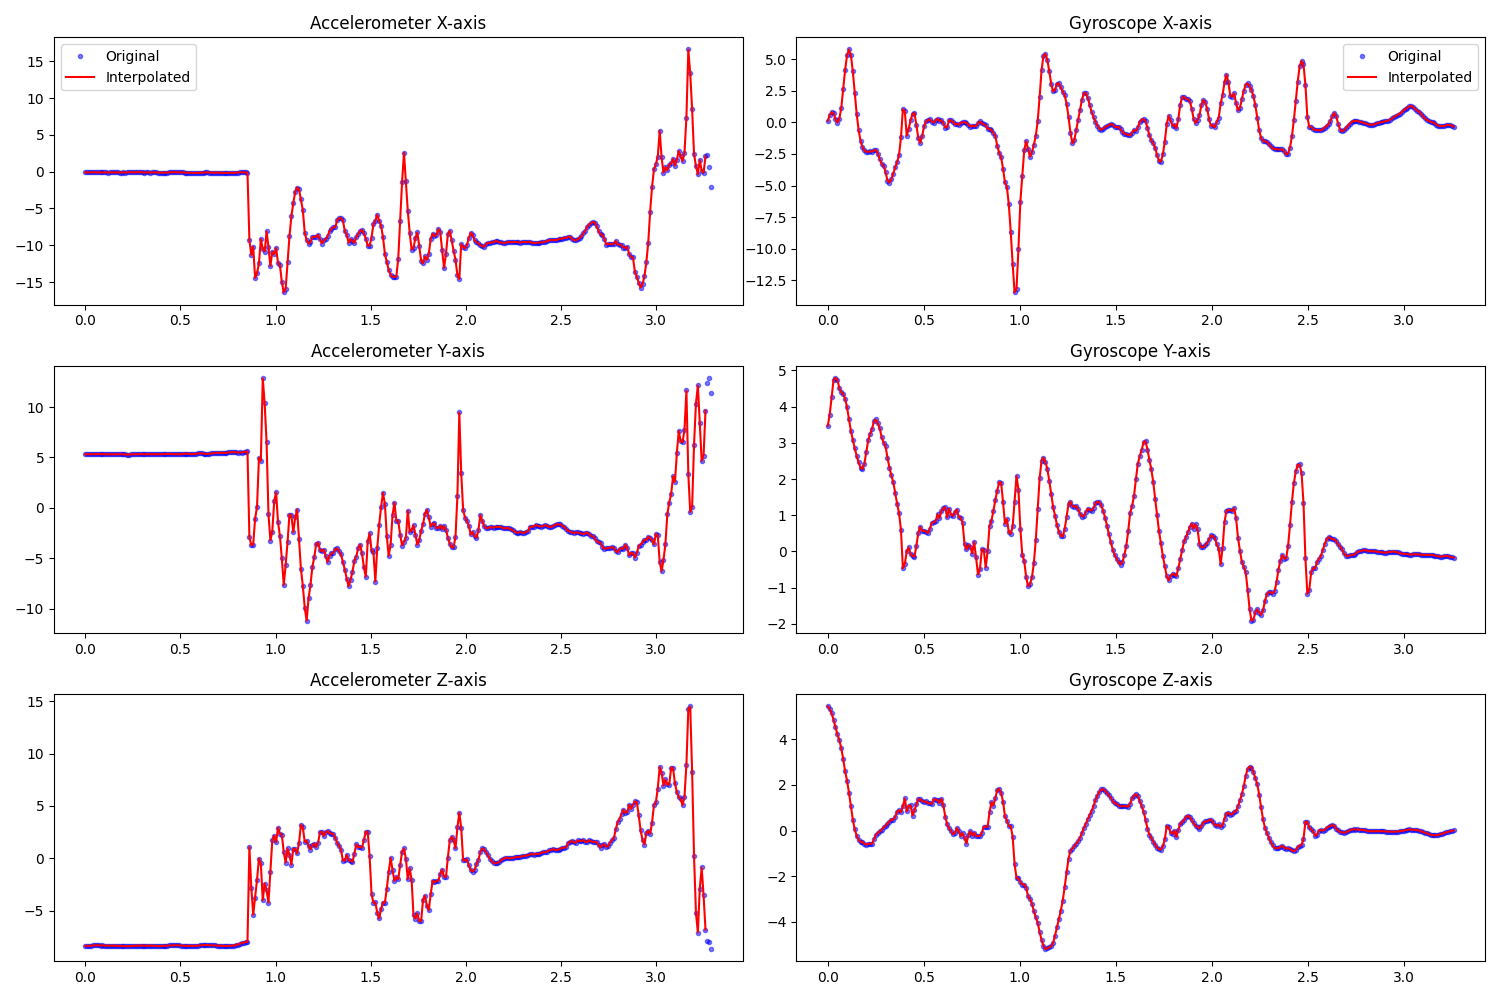 Accelerometer X-axis
Original
Interpolated
15
10
5
0
−5
−10
−15
0.0 0.5 1.0 1.5 2.0 2.5 3.0
Gyroscope X-axis
Original
Interpolated
5.0
2.5
0.0
−2.5
−5.0
−7.5
−10.0
−12.5
0.0 0.5 1.0 1.5 2.0 2.5 3.0
Accelerometer Y-axis
10
5
0
−5
−10
0.0 0.5 1.0 1.5 2.0 2.5 3.0
Gyroscope Y-axis
5
4
3
2
1
0
−1
−2
0.0 0.5 1.0 1.5 2.0 2.5 3.0
Accelerometer Z-axis
15
10
5
0
−5
0.0 0.5 1.0 1.5 2.0 2.5 3.0
Gyroscope Z-axis
4
2
0
−2
−4
0.0 0.5 1.0 1.5 2.0 2.5 3.0